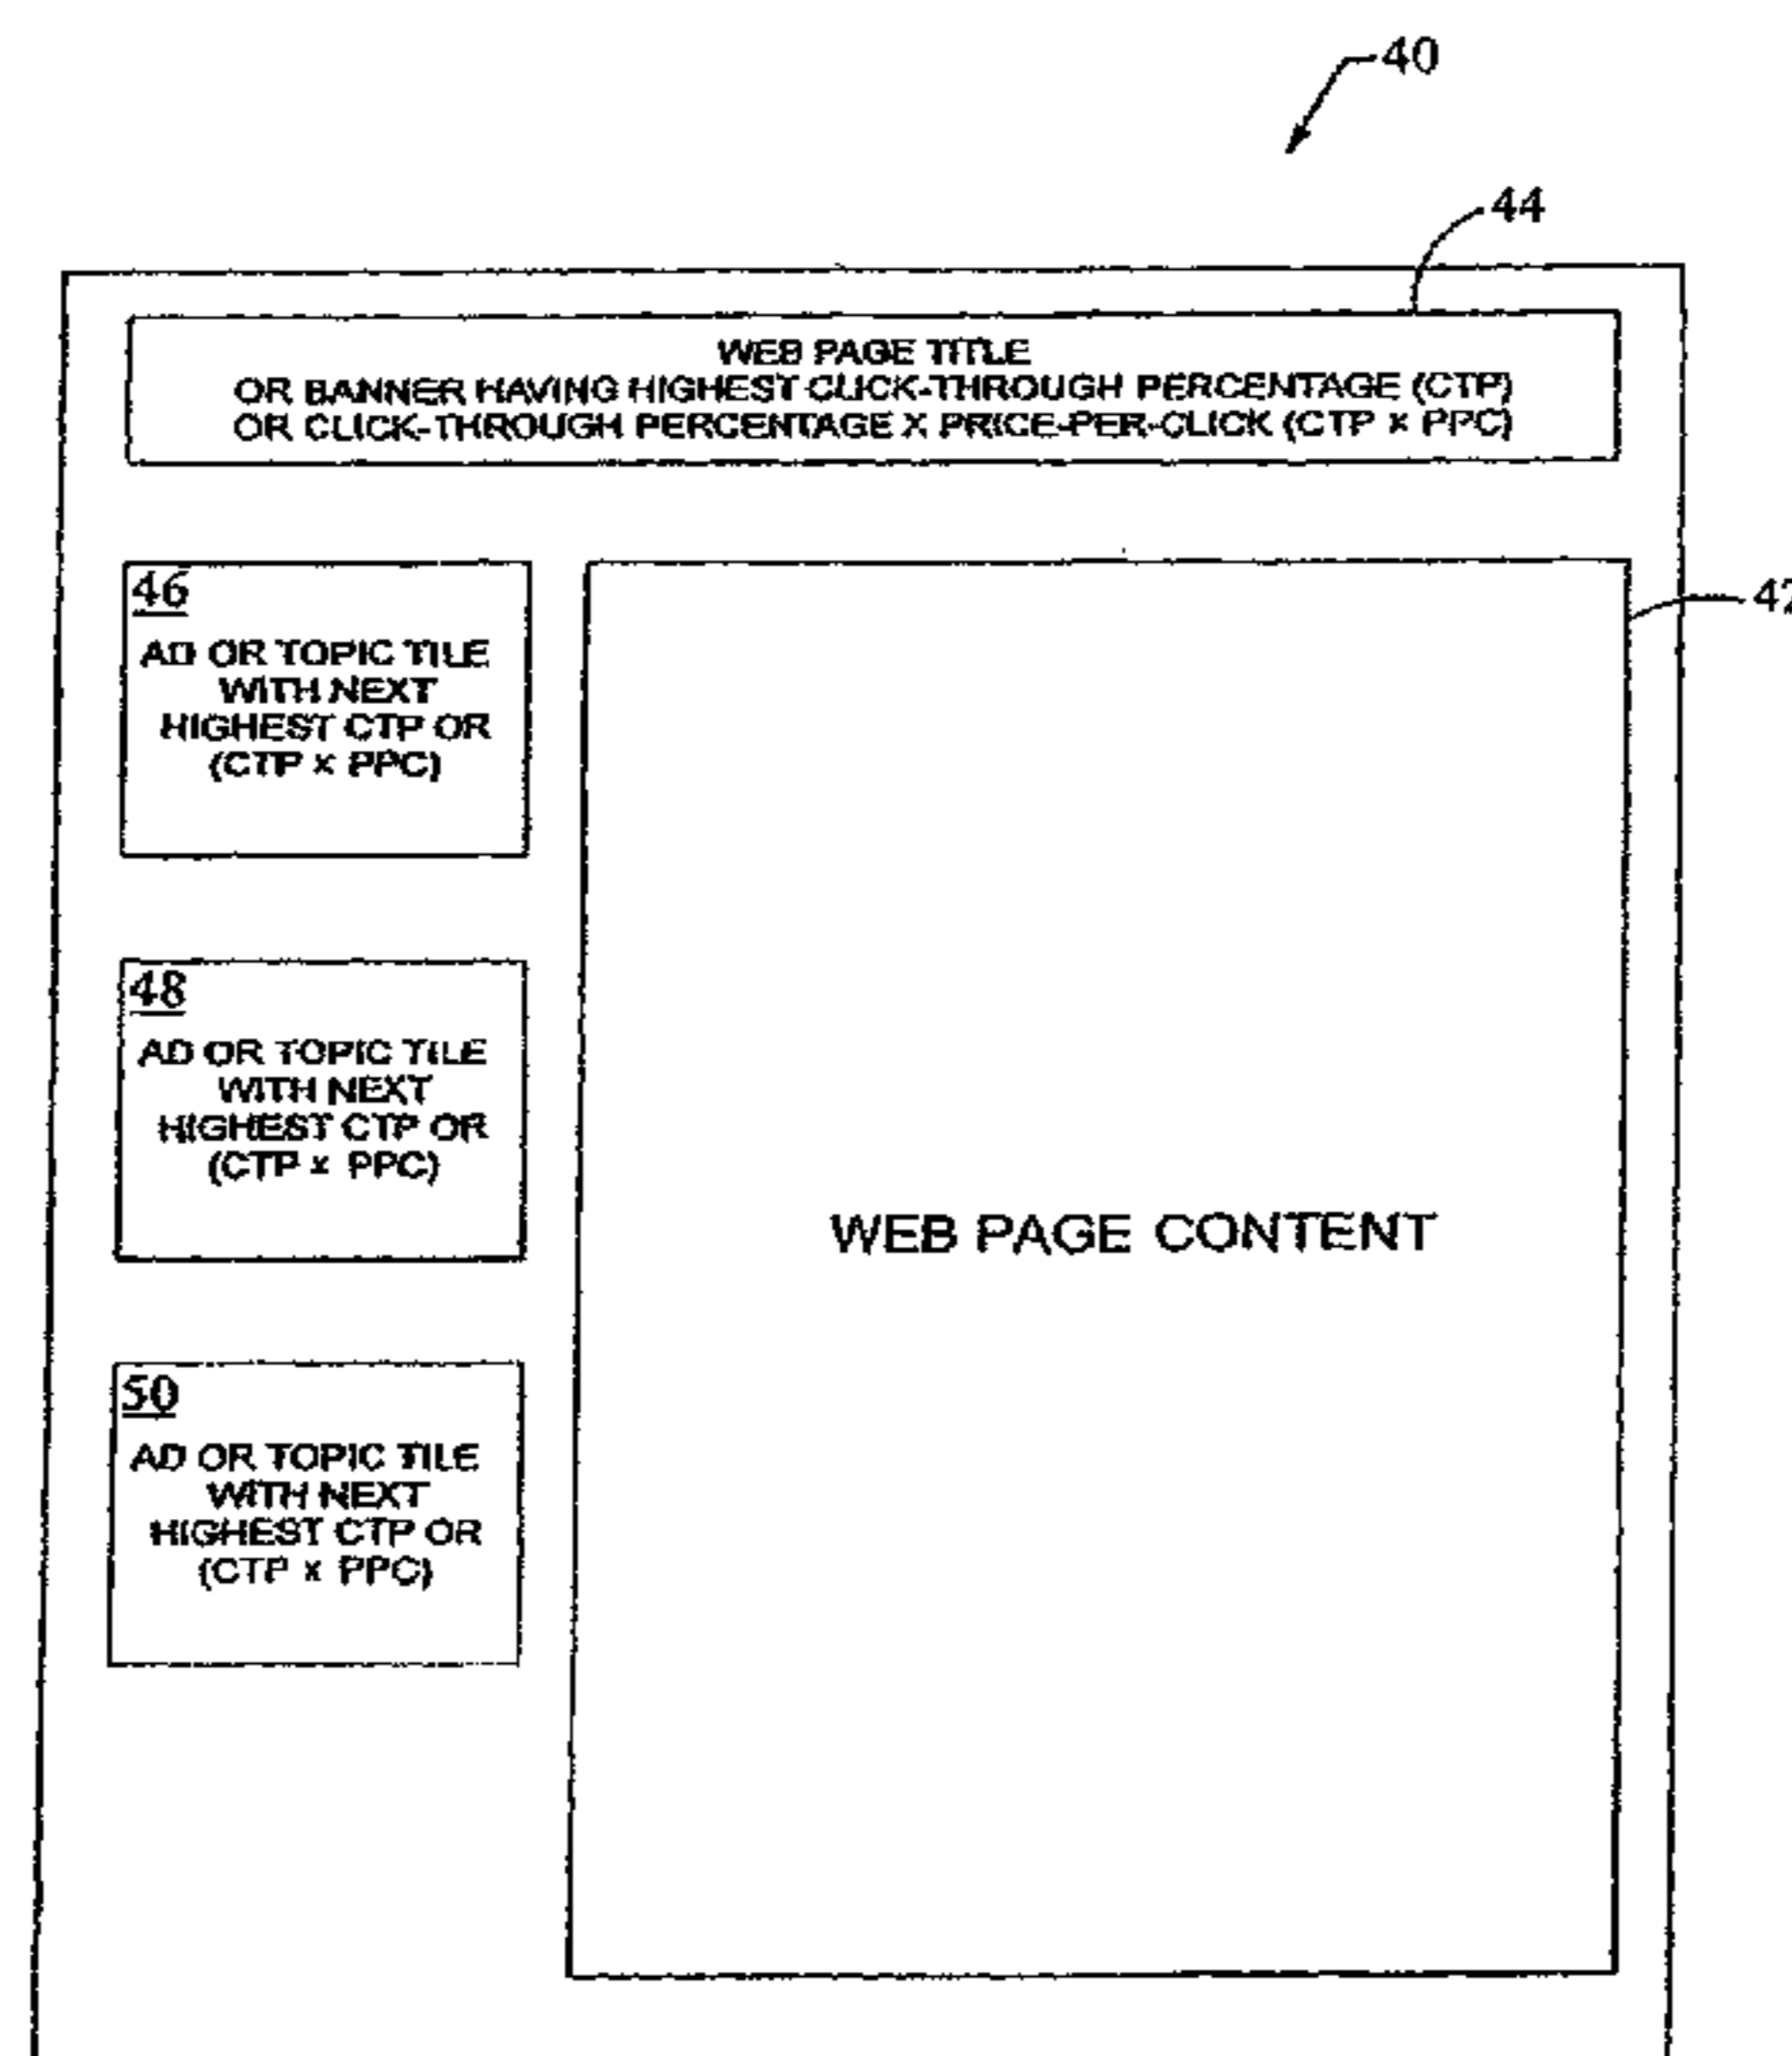 40
44
WEB PAGE TITLE
OR BANNER HAVING HIGHEST CLICK-THROUGH PERCENTAGE (CTP)
OR CLICK-THROUGH PERCENTAGE X PRICE-PER-CLICK (CTP x PPC)
42
46
AD OR TOPIC TILE
WITH NEXT
HIGHEST CTP OR
(CTP x PPC)
48
AD OR TOPIC TILE
WITH NEXT
HIGHEST CTP OR
(CTP x PPC)
50
AD OR TOPIC TILE
WITH NEXT
HIGHEST CTP OR
(CTP x PPC)
WEB PAGE CONTENT